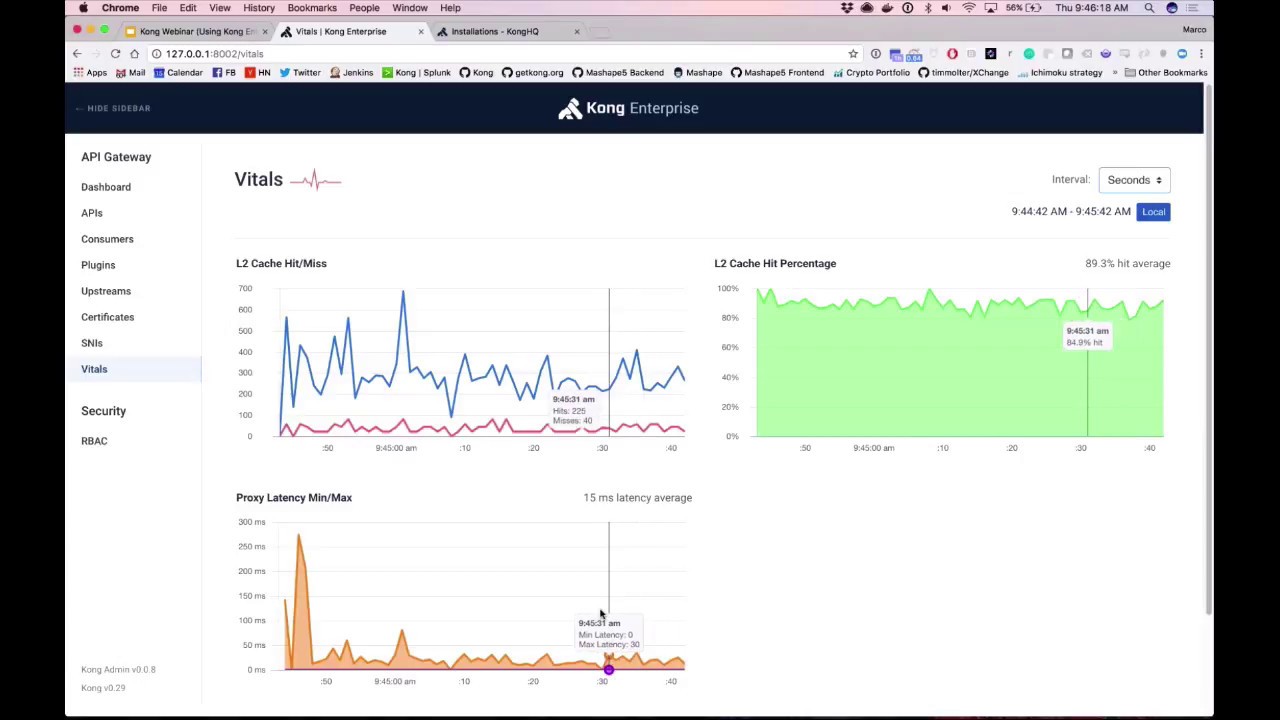 Chrome File Edit View History Bookmarks People Window Help 56% Thu 9:46:18 AM
Kong Webinar (Using Kong En × Vitals | Kong Enterprise × Installations - KongHQ × Marco
127.0.0.1:8002/vitals
Apps Mail Calendar FB HN Twitter Jenkins Kong | Splunk Kong getkong.org Mashape5 Backend Mashape Mashape5 Frontend Crypto Portfolio timmolter/XChange Ichimoku strategy » Other Bookmarks
← HIDE SIDEBAR
Kong Enterprise
API Gateway
Dashboard
APIs
Consumers
Plugins
Upstreams
Certificates
SNIs
Vitals
Security
RBAC
Kong Admin v0.0.8
Kong v0.29
Vitals
Interval: Seconds
9:44:42 AM - 9:45:42 AM Local
L2 Cache Hit/Miss
700
600
500
400
300
200
100
0
9:45:31 am
Hits: 225
Misses: 40
:50 9:45:00 am :10 :20 :30 :40
L2 Cache Hit Percentage 89.3% hit average
100%
80%
60%
40%
20%
0%
9:45:31 am
84.9% hit
:50 9:45:00 am :10 :20 :30 :40
Proxy Latency Min/Max 15 ms latency average
300 ms
250 ms
200 ms
150 ms
100 ms
50 ms
0 ms
9:45:31 am
Min Latency: 0
Max Latency: 30
:50 9:45:00 am :10 :20 :30 :40